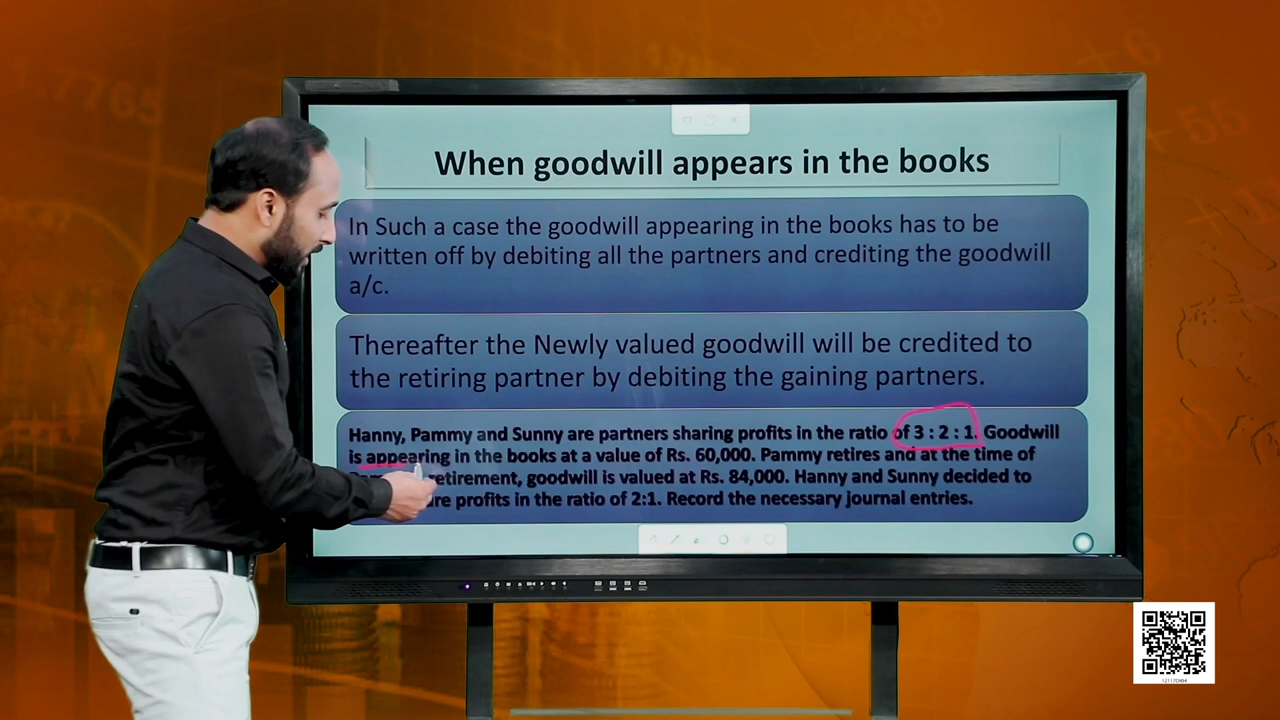 When goodwill appears in the books
In Such a case the goodwill appearing in the books has to be
written off by debiting all the partners and crediting the goodwill
a/c.
Thereafter the Newly valued goodwill will be credited to
the retiring partner by debiting the gaining partners.
Hanny, Pammy and Sunny are partners sharing profits in the ratio of 3 : 2 : 1. Goodwill
is appearing in the books at a value of Rs. 60,000. Pammy retires and at the time of
retirement, goodwill is valued at Rs. 84,000. Hanny and Sunny decided to
profits in the ratio of 2:1. Record the necessary journal entries.
12117CH04